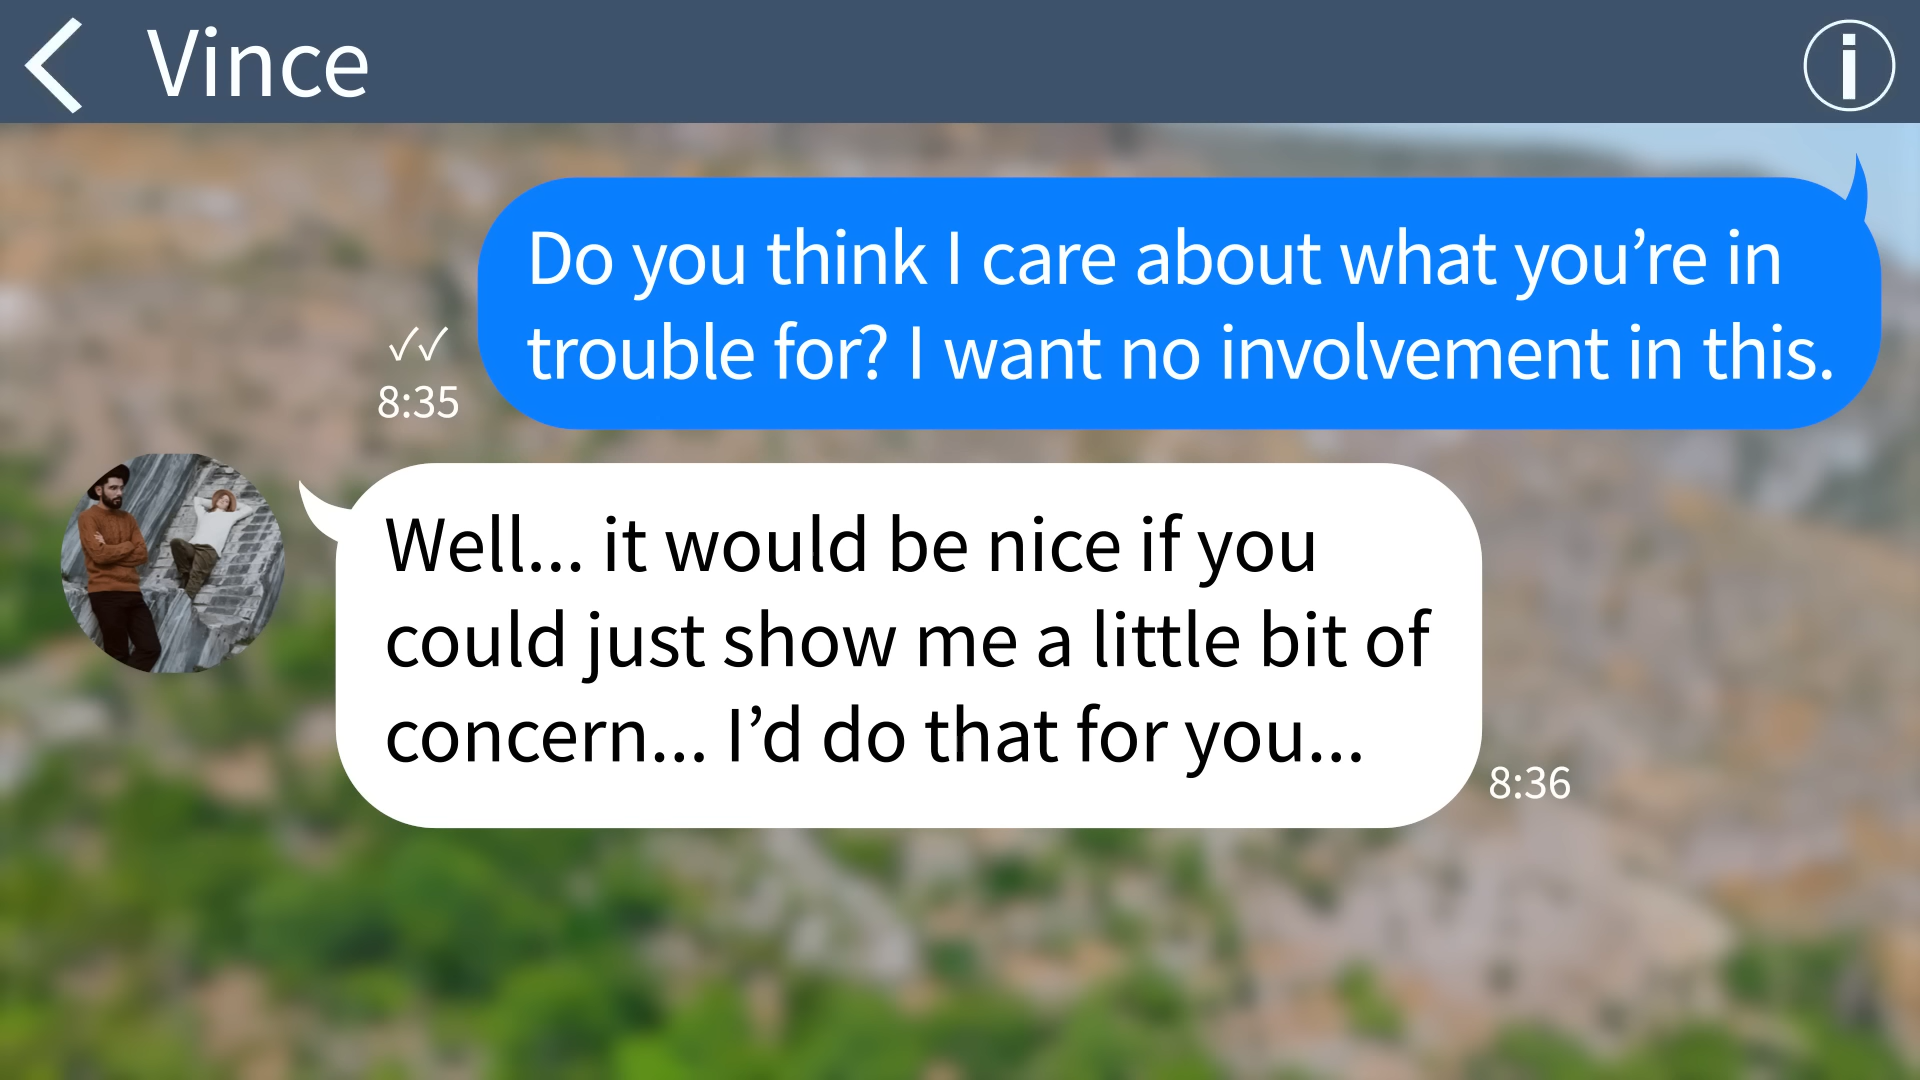 Vince
Do you think I care about what you’re in
trouble for? I want no involvement in this.
✓✓
8:35
Well... it would be nice if you
could just show me a little bit of
concern... I’d do that for you...
8:36